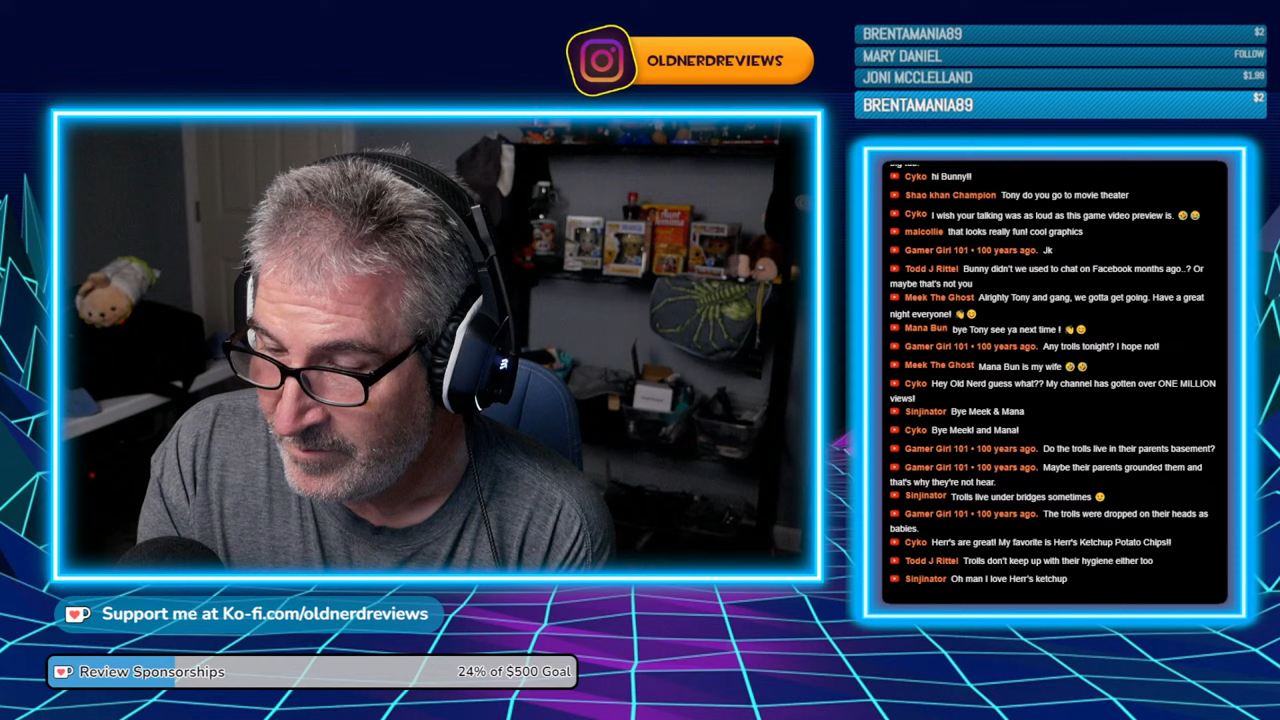 OLDNERDREVIEWS
BRENTAMANIA89 $2
MARY DANIEL FOLLOW
JONI MCCLELLAND $1.99
BRENTAMANIA89 $2
Cyko hi Bunny!!
Shao khan Champion Tony do you go to movie theater
Cyko I wish your talking was as loud as this game video preview is. 🤣 😂
malcollie that looks really fun! cool graphics
Gamer Girl 101 • 100 years ago. Jk
Todd J Rittel Bunny didn't we used to chat on Facebook months ago..? Or
maybe that's not you
Meek The Ghost Alrighty Tony and gang, we gotta get going. Have a great
night everyone! 👋 😊
Mana Bun bye Tony see ya next time ! 👋 😊
Gamer Girl 101 • 100 years ago. Any trolls tonight? I hope not!
Meek The Ghost Mana Bun is my wife 🤣 🤣
Cyko Hey Old Nerd guess what?? My channel has gotten over ONE MILLION
views!
Sinjinator Bye Meek & Mana
Cyko Bye Meek! and Mana!
Gamer Girl 101 • 100 years ago. Do the trolls live in their parents basement?
Gamer Girl 101 • 100 years ago. Maybe their parents grounded them and
that's why they're not hear.
Sinjinator Trolls live under bridges sometimes 😉
Gamer Girl 101 • 100 years ago. The trolls were dropped on their heads as
babies.
Cyko Herr's are great! My favorite is Herr's Ketchup Potato Chips!!
Todd J Rittel Trolls don't keep up with their hygiene either too
Sinjinator Oh man I love Herr's ketchup
Support me at Ko-fi.com/oldnerdreviews
Review Sponsorships 24% of $500 Goal